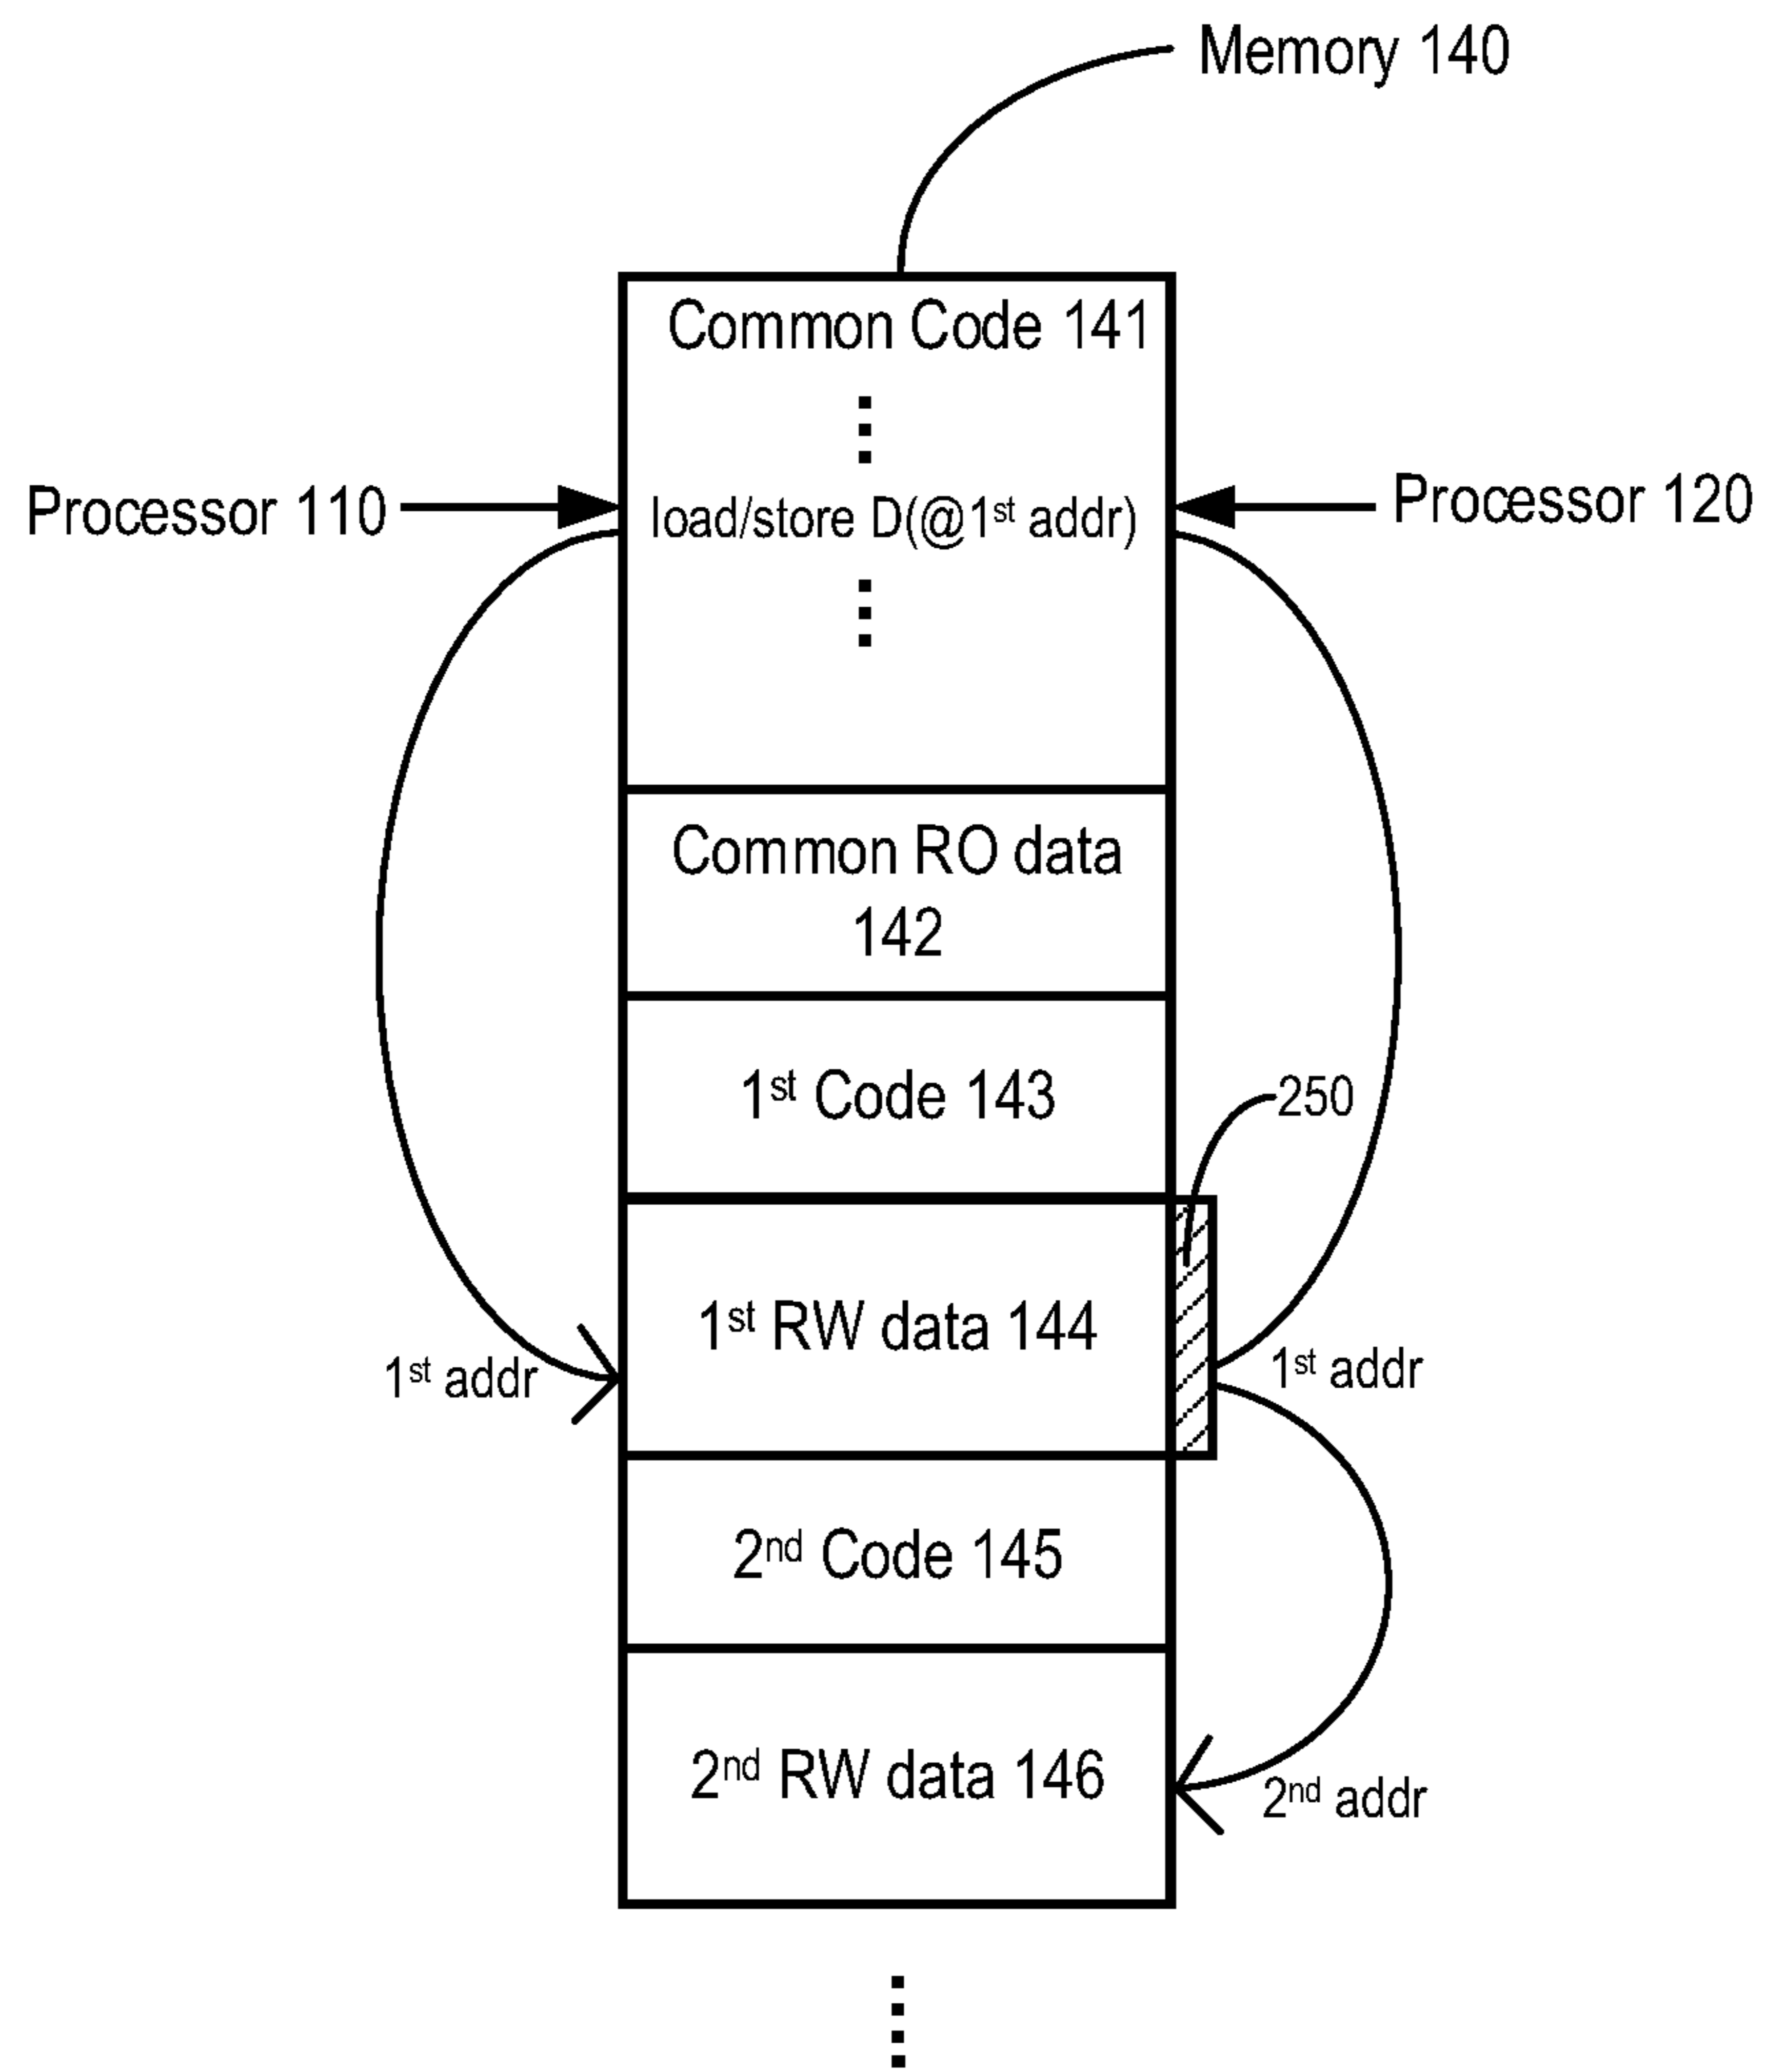 Memory 140
Common Code 141
Processor 110
load/store D(@1st addr)
Processor 120
Common RO data
142
1st Code 143
250
1st RW data 144
1st addr
1st addr
2nd Code 145
2nd RW data 146
2nd addr